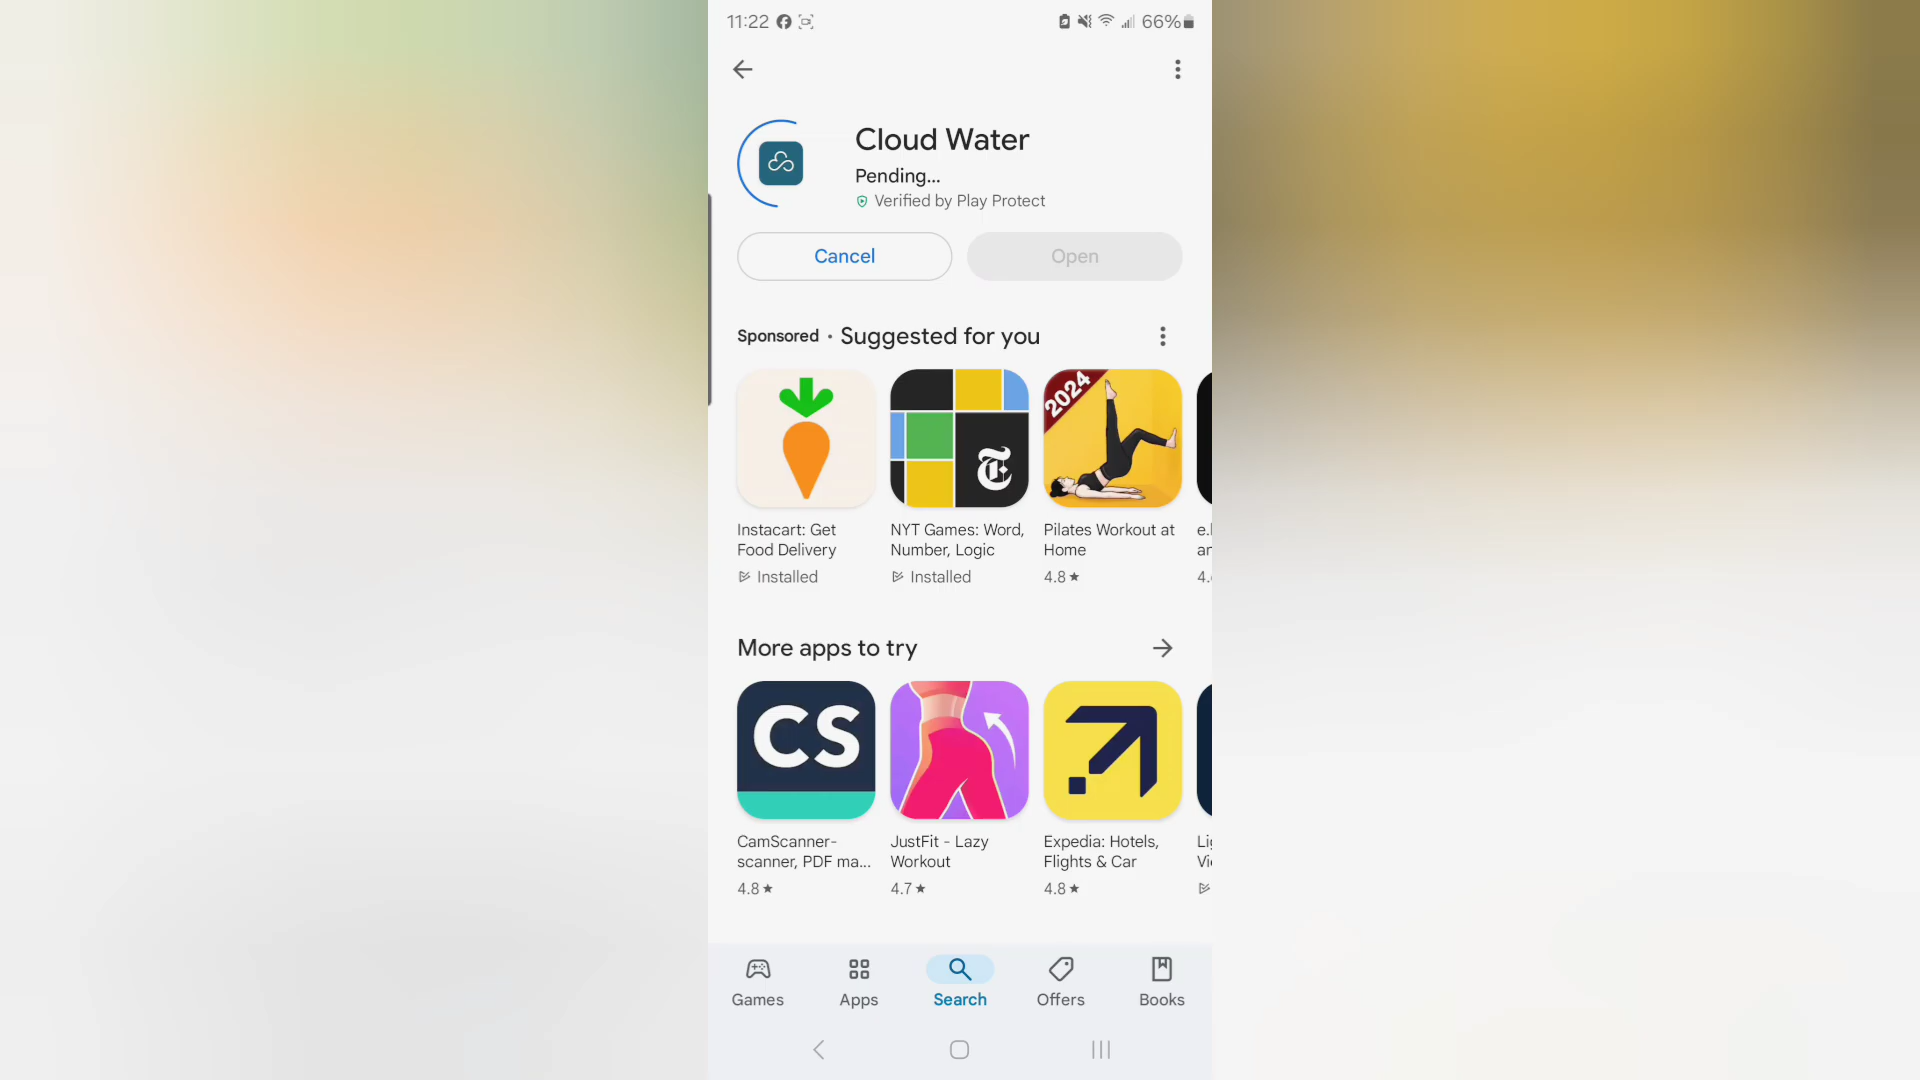 11:22
66%
Cloud Water
Pending...
Verified by Play Protect
Cancel
Open
Sponsored • Suggested for you
2024
Instacart: Get
Food Delivery
Installed
NYT Games: Word,
Number, Logic
Installed
Pilates Workout at
Home
4.8★
More apps to try
CS
CamScanner-
scanner, PDF ma...
4.8★
JustFit - Lazy
Workout
4.7★
Expedia: Hotels,
Flights & Car
4.8★
Games
Apps
Search
Offers
Books